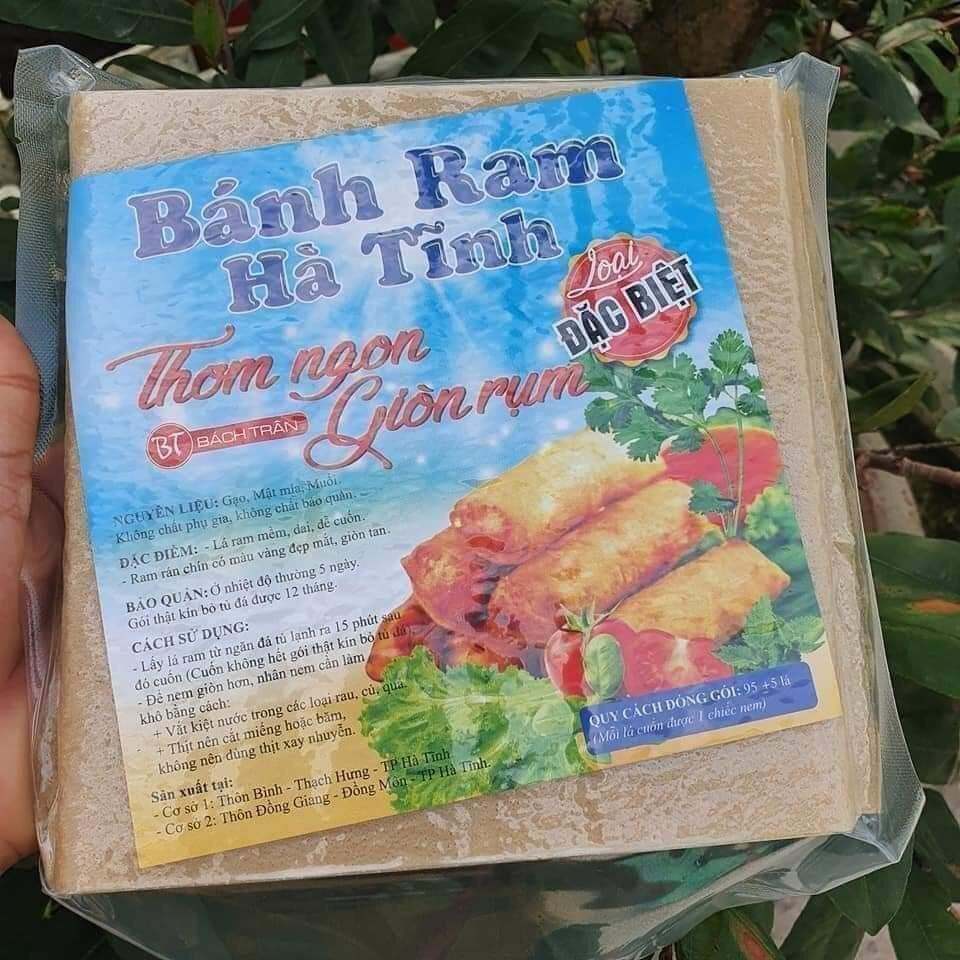 Bánh Ram
Hà Tĩnh
Loại
ĐẶC BIỆT
Thơm ngon
Giòn rụm
BT BÁCH TRÂN
NGUYÊN LIỆU: Gạo, Mật mía, Muối.
Không chất phụ gia, không chất bảo quản.
ĐẶC ĐIỂM: - Lá ram mềm, dai, dễ cuốn.
- Ram rán chín có mầu vàng đẹp mắt, giòn tan.
BẢO QUẢN: Ở nhiệt độ thường 5 ngày.
Gói thật kín bỏ tủ đá được 12 tháng.
CÁCH SỬ DỤNG:
- Lấy lá ram từ ngăn đá tủ lạnh ra 15 phút sau
đó cuốn (Cuốn không hết gói thật kín bỏ tủ đá
- Để nem giòn hơn, nhân nem cần làm
khô bằng cách:
+ Vắt kiệt nước trong các loại rau, củ, quả.
+ Thịt nên cắt miếng hoặc băm,
không nên dùng thịt xay nhuyễn.
Sản xuất tại:
- Cơ sở 1: Thôn Bình - Thạch Hưng - TP Hà Tĩnh
- Cơ sở 2: Thôn Đồng Giang - Đồng Môn - TP Hà Tĩnh.
QUY CÁCH ĐÓNG GÓI: 95 +5 lá
(Mỗi lá cuốn được 1 chiếc nem)